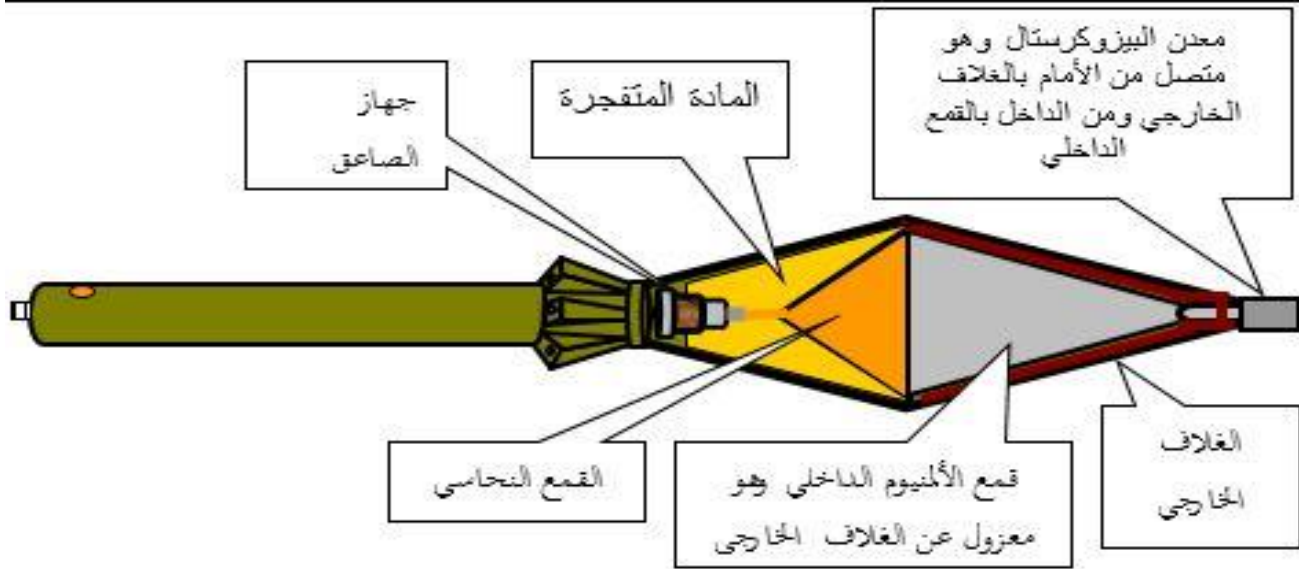 معدن البيزوكرستال وهو
متصل من الأمام بالغلاف
الخارجي ومن الداخل بالقمع
الداخلي
المادة المتفجرة
جهاز
الصاعق
القمع النحاسي
قمع الألمنيوم الداخلي وهو
معزول عن الغلاف الخارجي
الغلاف
الخارجي